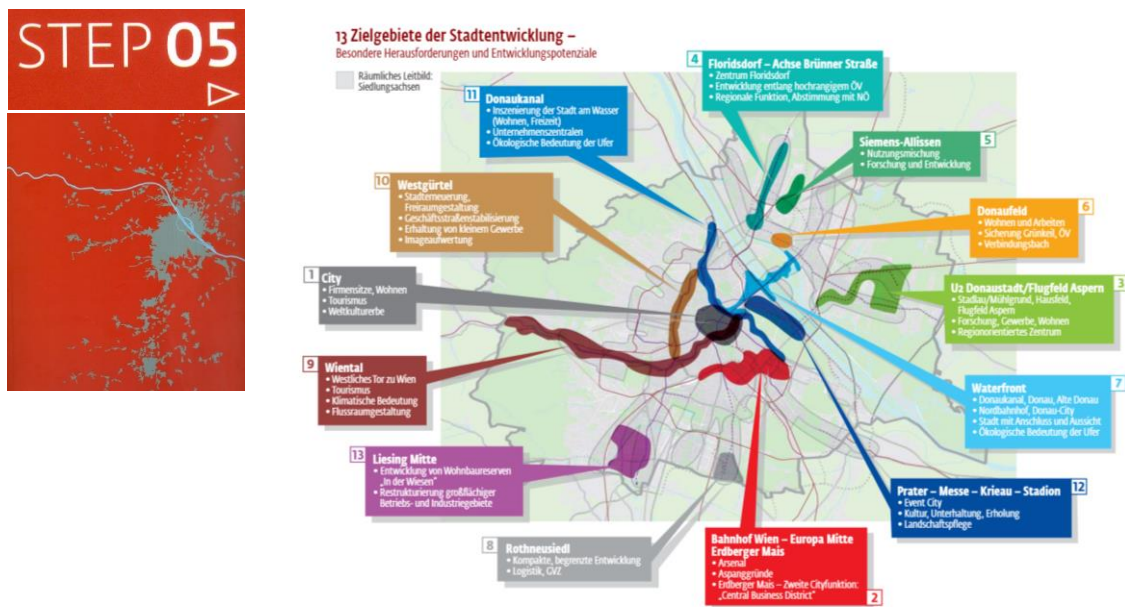 STEP 05
13 Zielgebiete der Stadtentwicklung –
Besondere Herausforderungen und Entwicklungspotenziale
Räumliches Leitbild:
Siedlungsachsen
4
Floridsdorf – Achse Brünner Straße
• Zentrum Floridsdorf
• Entwicklung entlang hochrangigem ÖV
• Regionale Funktion, Abstimmung mit NÖ
11
Donaukanal
• Inszenierung der Stadt am Wasser
(Wohnen, Freizeit)
• Unternehmenszentralen
• Ökologische Bedeutung der Ufer
5
Siemens-Allissen
• Nutzungsmischung
• Forschung und Entwicklung
10
Westgürtel
• Stadterneuerung,
Freiraumgestaltung
• Geschäftsstraßenstabilisierung
• Erhaltung von kleinem Gewerbe
• Imageaufwertung
6
Donaufeld
• Wohnen und Arbeiten
• Sicherung Grünkeil, ÖV
• Verbindungsbach
1
City
• Firmensitze, Wohnen
• Tourismus
• Weltkulturerbe
3
U2 Donaustadt/Flugfeld Aspern
• Stadlau/Mühlgrund, Hausfeld,
Flugfeld Aspern
• Forschung, Gewerbe, Wohnen
• Regionorientiertes Zentrum
9
Wiental
• Westliches Tor zu Wien
• Tourismus
• Klimatische Bedeutung
• Flussraumgestaltung
7
Waterfront
• Donaukanal, Donau, Alte Donau
• Nordbahnhof, Donau-City
• Stadt mit Anschluss und Aussicht
• Ökologische Bedeutung der Ufer
13
Liesing Mitte
• Entwicklung von Wohnbaureserven
„In der Wiesen“
• Restrukturierung großflächiger
Betriebs- und Industriegebiete
12
Prater – Messe – Krieau – Stadion
• Event City
• Kultur, Unterhaltung, Erholung
• Landschaftspflege
8
Rothneusiedl
• Kompakte, begrenzte Entwicklung
• Logistik, CVZ
Bahnhof Wien – Europa Mitte
Erdberger Mais
• Arsenal
• Aspanggründe
• Erdberger Mais – Zweite Cityfunktion:
„Central Business District“
2